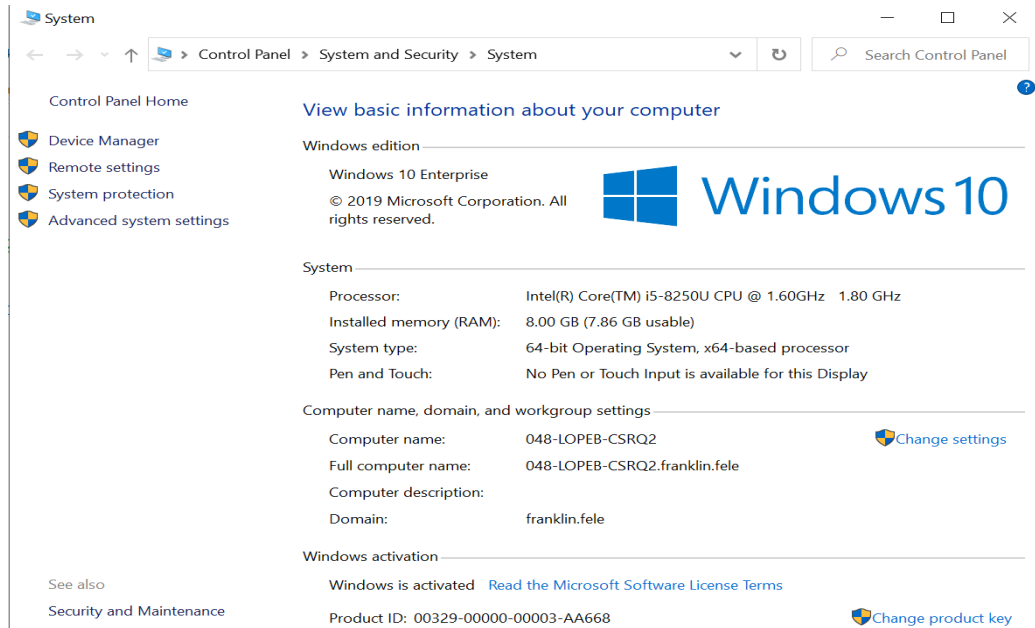 System
Control Panel > System and Security > System
Search Control Panel
?
Control Panel Home
Device Manager
Remote settings
System protection
Advanced system settings
See also
Security and Maintenance
View basic information about your computer
Windows edition
Windows 10 Enterprise
© 2019 Microsoft Corporation. All
rights reserved.
Windows 10
System
Processor: Intel(R) Core(TM) i5-8250U CPU @ 1.60GHz 1.80 GHz
Installed memory (RAM): 8.00 GB (7.86 GB usable)
System type: 64-bit Operating System, x64-based processor
Pen and Touch: No Pen or Touch Input is available for this Display
Computer name, domain, and workgroup settings
Computer name: 048-LOPEB-CSRQ2 Change settings
Full computer name: 048-LOPEB-CSRQ2.franklin.fele
Computer description:
Domain: franklin.fele
Windows activation
Windows is activated Read the Microsoft Software License Terms
Product ID: 00329-00000-00003-AA668 Change product key